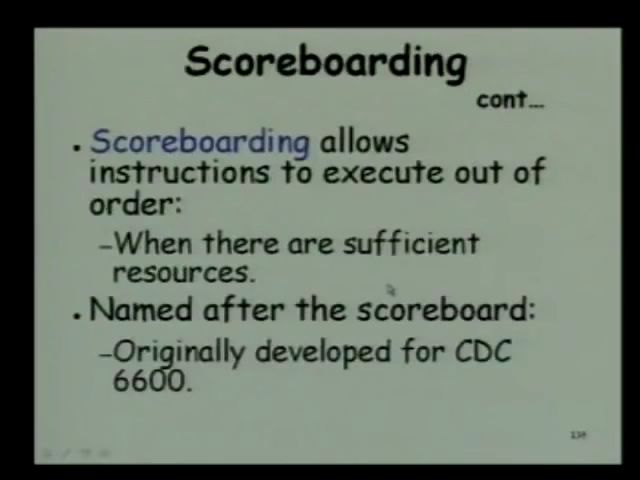 Scoreboarding
cont…
• Scoreboarding allows
instructions to execute out of
order:
–When there are sufficient
resources.
• Named after the scoreboard:
–Originally developed for CDC
6600.